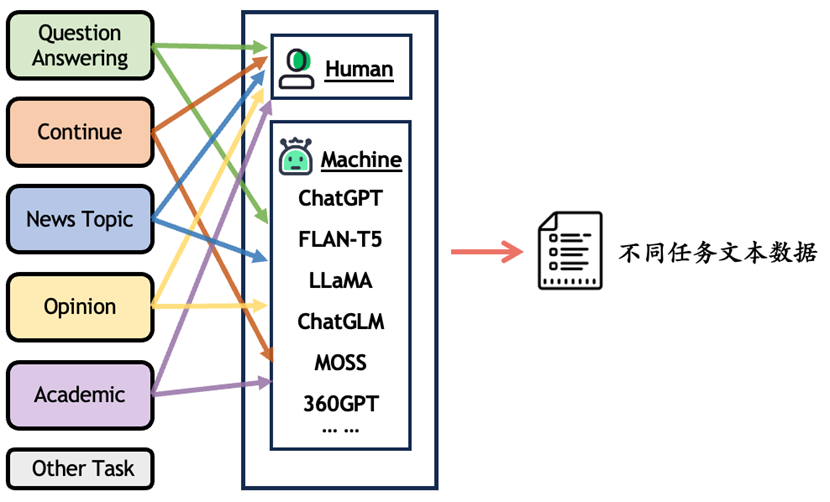 Question
Answering
Continue
News Topic
Opinion
Academic
Other Task
Human
Machine
ChatGPT
FLAN-T5
LLaMA
ChatGLM
MOSS
360GPT
... ...
不同任务文本数据